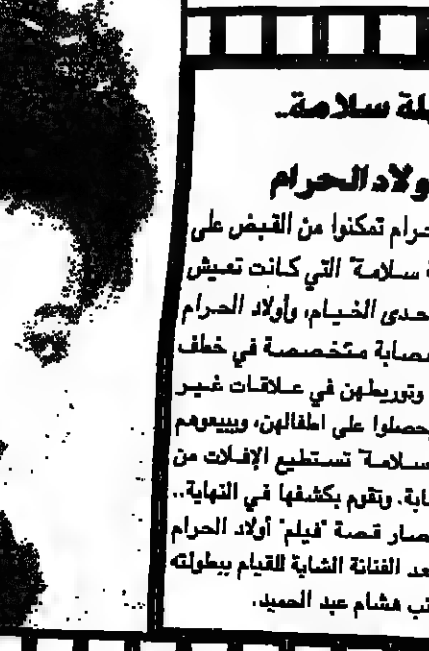 سلامة..
ولاد الحرام
تمكنوا من القبض على
سلامة" التي كانت تعيش
الخيام، وأولاد الحرام
متخصصة في خطف
وتوريطهن في علاقات غير
على اطفالهن، ويبيعوهم
سلامة" تستطيع الإفلات من
وتقوم بكشفها في النهاية..
قصة "فيلم" أولاد الحرام
الفنانة الشابة للقيام ببطولته
هشام عبد الحميد.